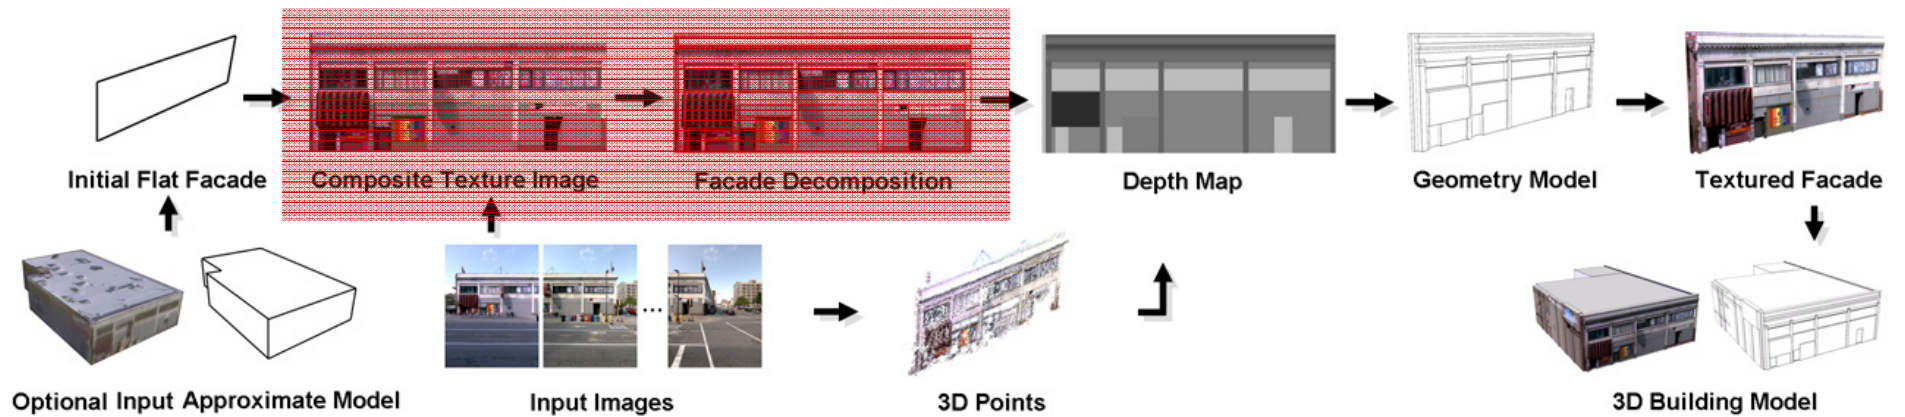 Initial Flat Facade
Composite Texture Image
Facade Decomposition
Depth Map
Geometry Model
Textured Facade
Optional Input Approximate Model
Input Images
...
3D Points
3D Building Model